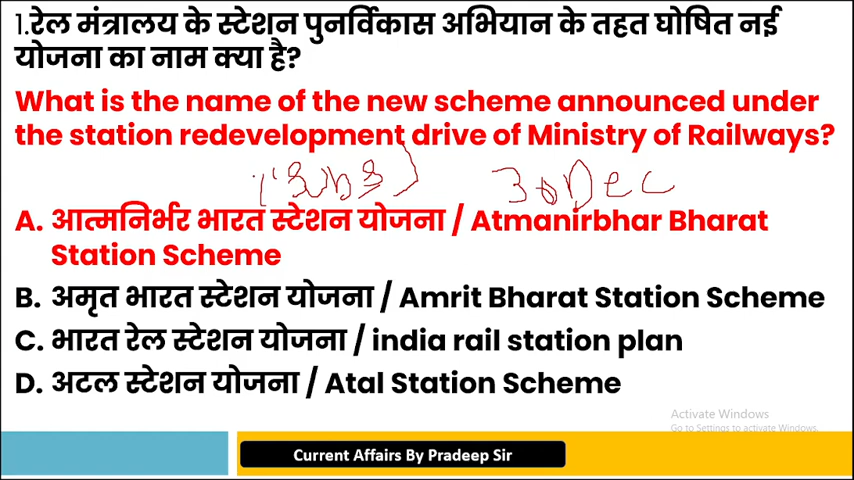 1.रेल मंत्रालय के स्टेशन पुनर्विकास अभियान के तहत घोषित नई
योजना का नाम क्या है?
What is the name of the new scheme announced under
the station redevelopment drive of Ministry of Railways?
30 Dec
A. आत्मनिर्भर भारत स्टेशन योजना / Atmanirbhar Bharat
Station Scheme
B. अमृत भारत स्टेशन योजना / Amrit Bharat Station Scheme
C. भारत रेल स्टेशन योजना / india rail station plan
D. अटल स्टेशन योजना / Atal Station Scheme
Activate Windows
Go to Settings to activate Windows.
Current Affairs By Pradeep Sir